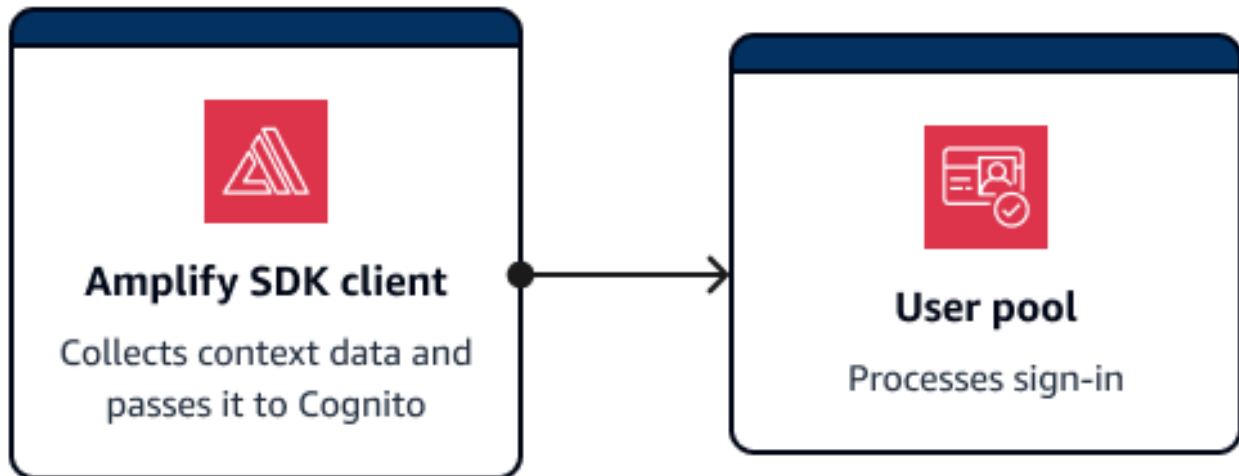 Amplify SDK client
Collects context data and
passes it to Cognito
User pool
Processes sign-in